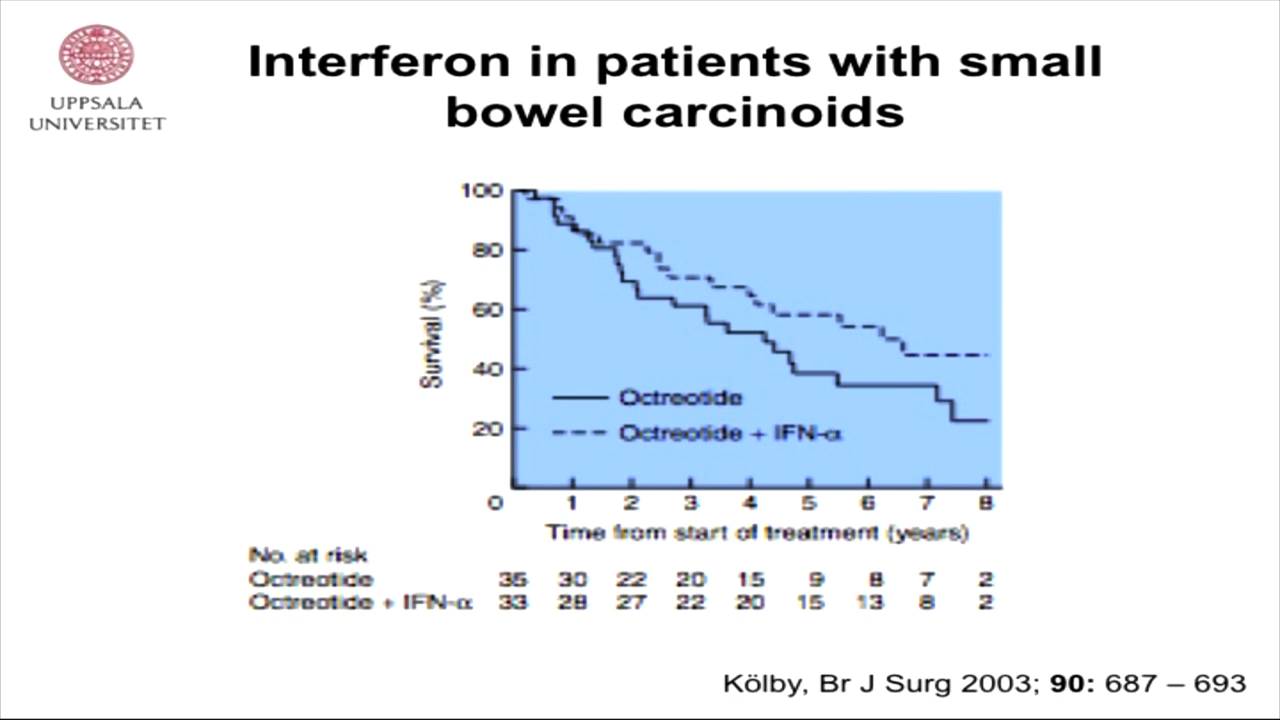 UPPSALA
UNIVERSITET
Interferon in patients with small
bowel carcinoids
100
80
60
40
20
0
Survival (%)
Octreotide
Octreotide + IFN-α
1 2 3 4 5 6 7 8
Time from start of treatment (years)
No. at risk
Octreotide 35 30 22 20 15 9 8 7 2
Octreotide + IFN-α 33 28 27 22 20 15 13 8 2
Kölby, Br J Surg 2003; 90: 687 – 693